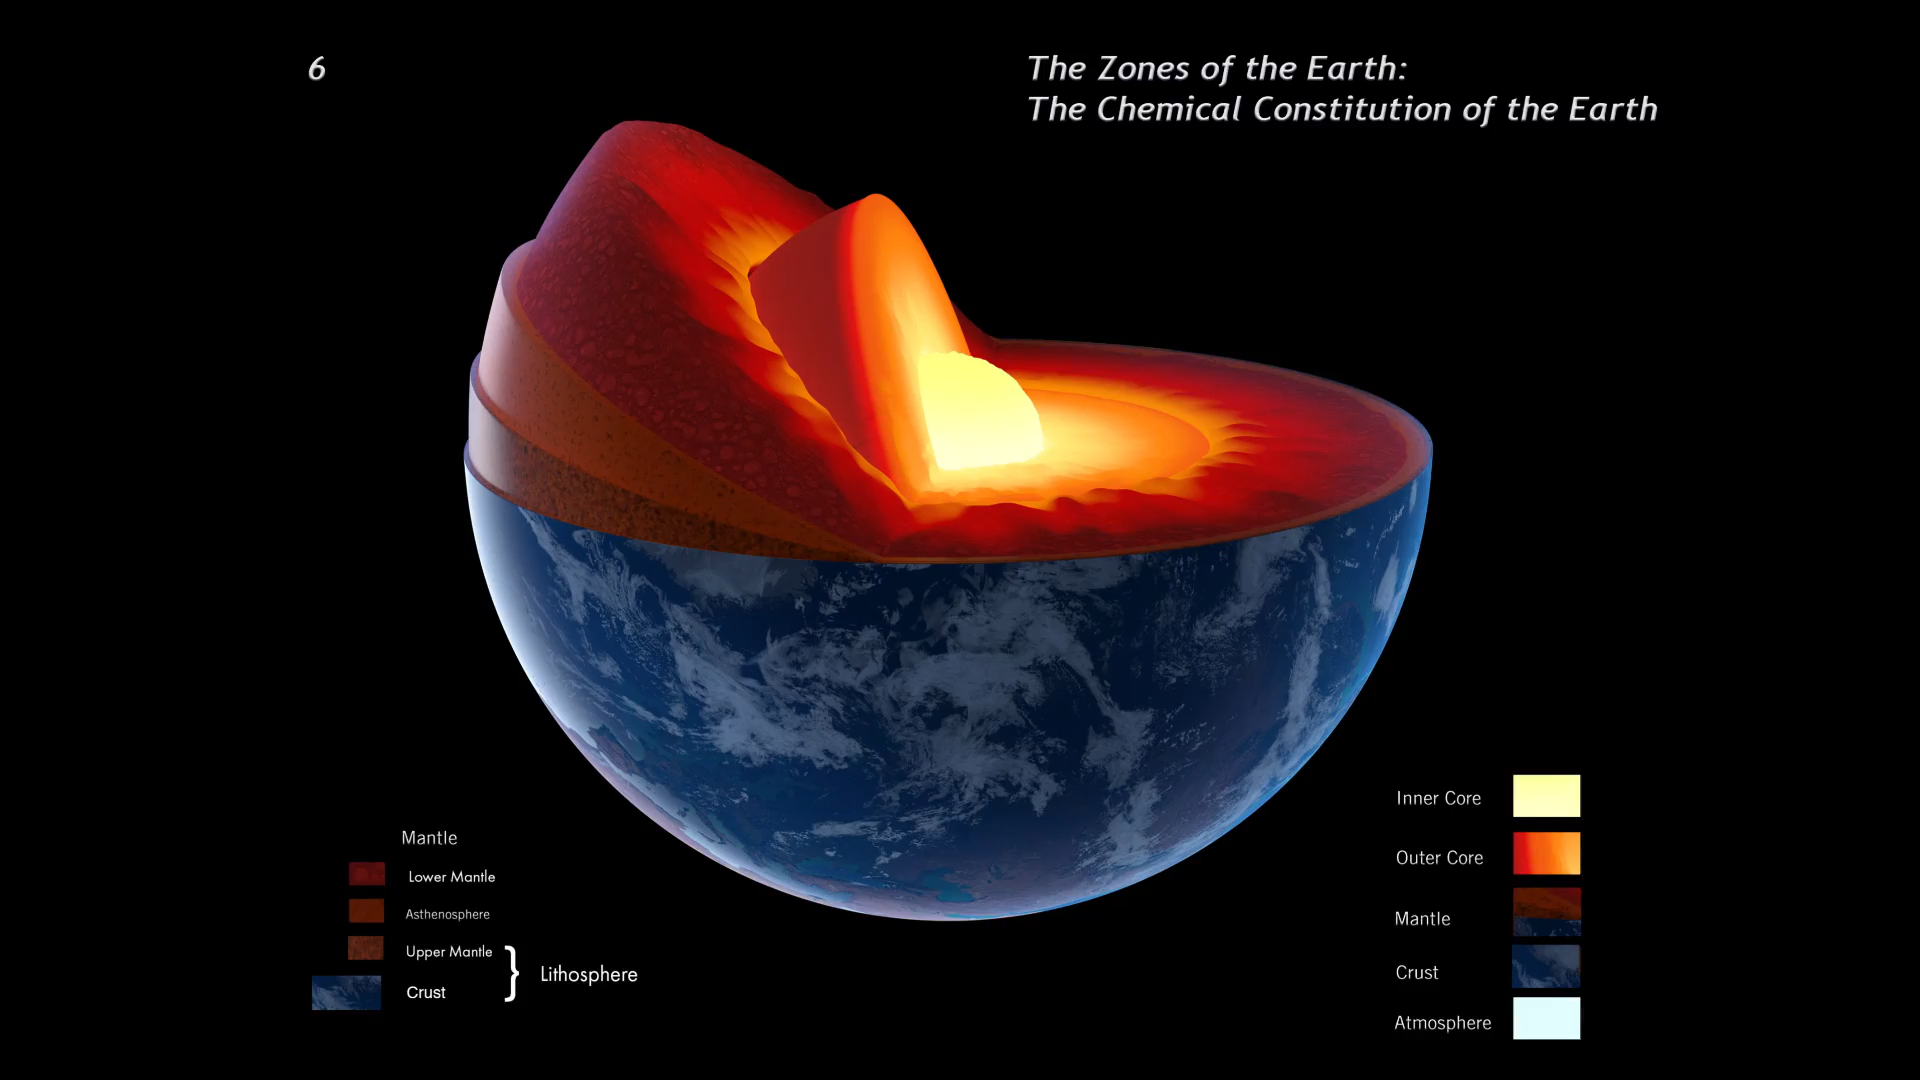 6
The Zones of the Earth:
The Chemical Constitution of the Earth
Mantle
Lower Mantle
Asthenosphere
Upper Mantle
Crust
} Lithosphere
Inner Core
Outer Core
Mantle
Crust
Atmosphere